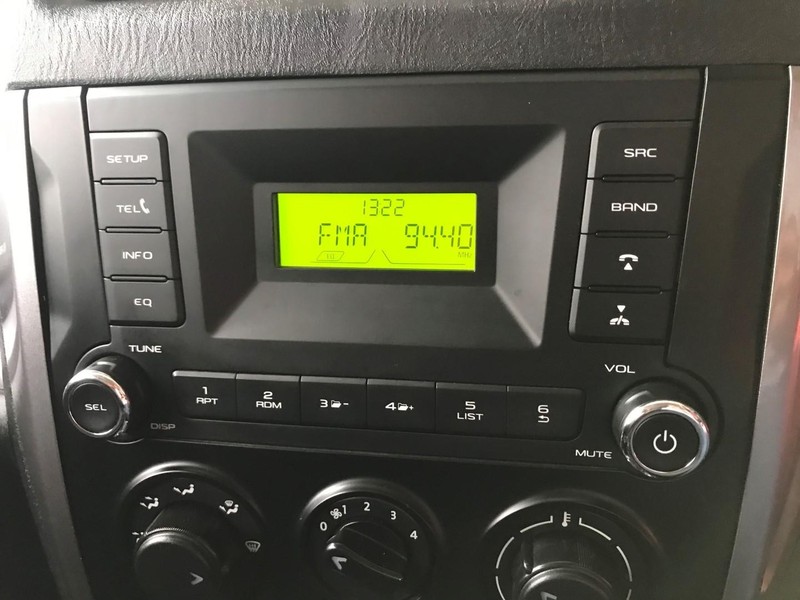 SETUP
TEL
INFO
EQ
1322
FMA 94.40
MHz
SRC
BAND
TUNE
SEL
DISP
1
RPT
2
RDM
3 -
4 +
5
LIST
6
VOL
MUTE
0 1 2 3 4